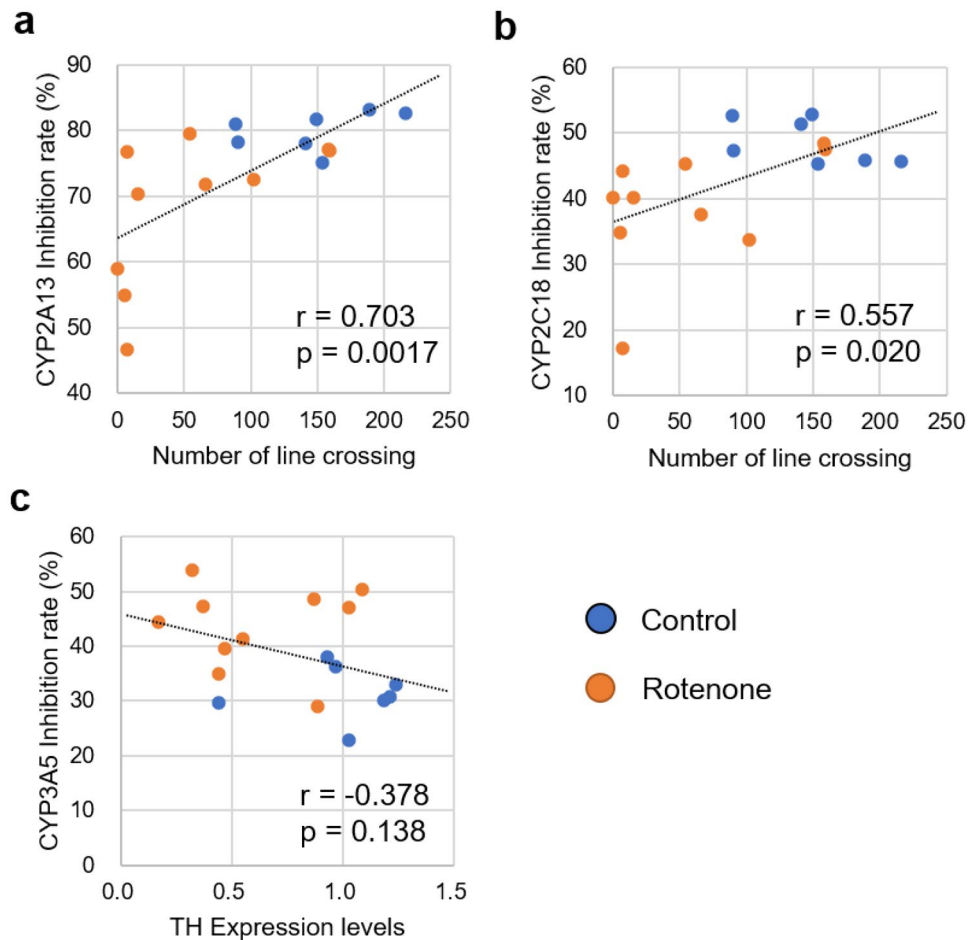 a
CYP2A13 Inhibition rate (%)
90
80
70
60
50
40
0 50 100 150 200 250
Number of line crossing
r = 0.703
p = 0.0017
b
CYP2C18 Inhibition rate (%)
60
50
40
30
20
10
0 50 100 150 200 250
Number of line crossing
r = 0.557
p = 0.020
c
CYP3A5 Inhibition rate (%)
60
50
40
30
20
10
0
0.0 0.5 1.0 1.5
TH Expression levels
r = -0.378
p = 0.138
Control
Rotenone